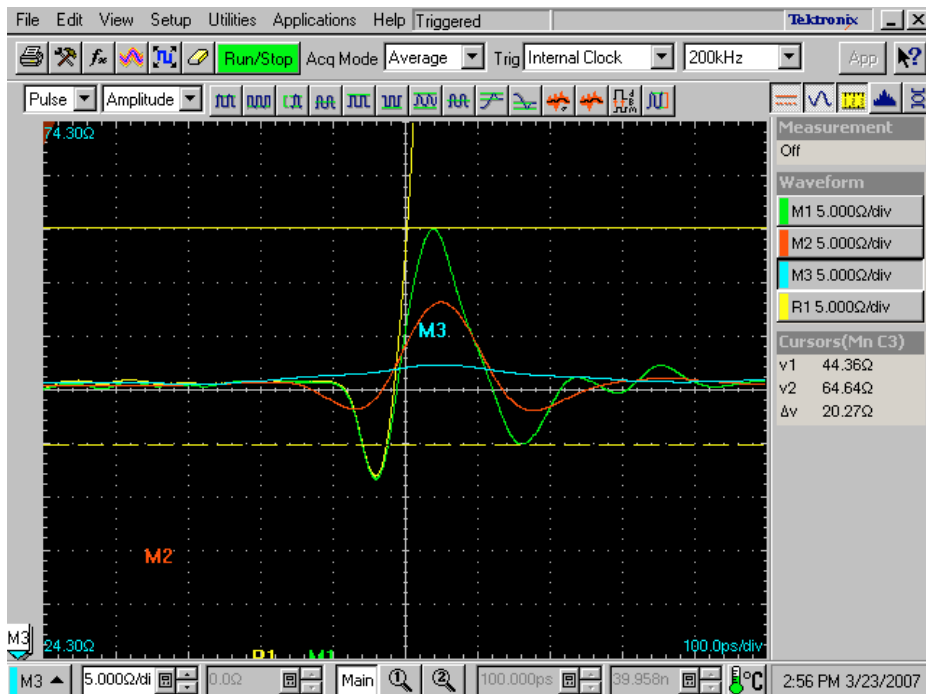 File Edit View Setup Utilities Applications Help Triggered Tektronix
Run/Stop Acq Mode Average Trig Internal Clock 200kHz App
Pulse Amplitude
74.30Ω
Measurement
Off
Waveform
M1 5.000Ω/div
M2 5.000Ω/div
M3 5.000Ω/div
R1 5.000Ω/div
Cursors(Mn C3)
v1 44.36Ω
v2 64.64Ω
Δv 20.27Ω
M3
M2
M3
24.30Ω R1 M1 100.0ps/div
M3 5.000Ω/di 0.0Ω Main 1 2 100.000ps 39.958n °C 2:56 PM 3/23/2007